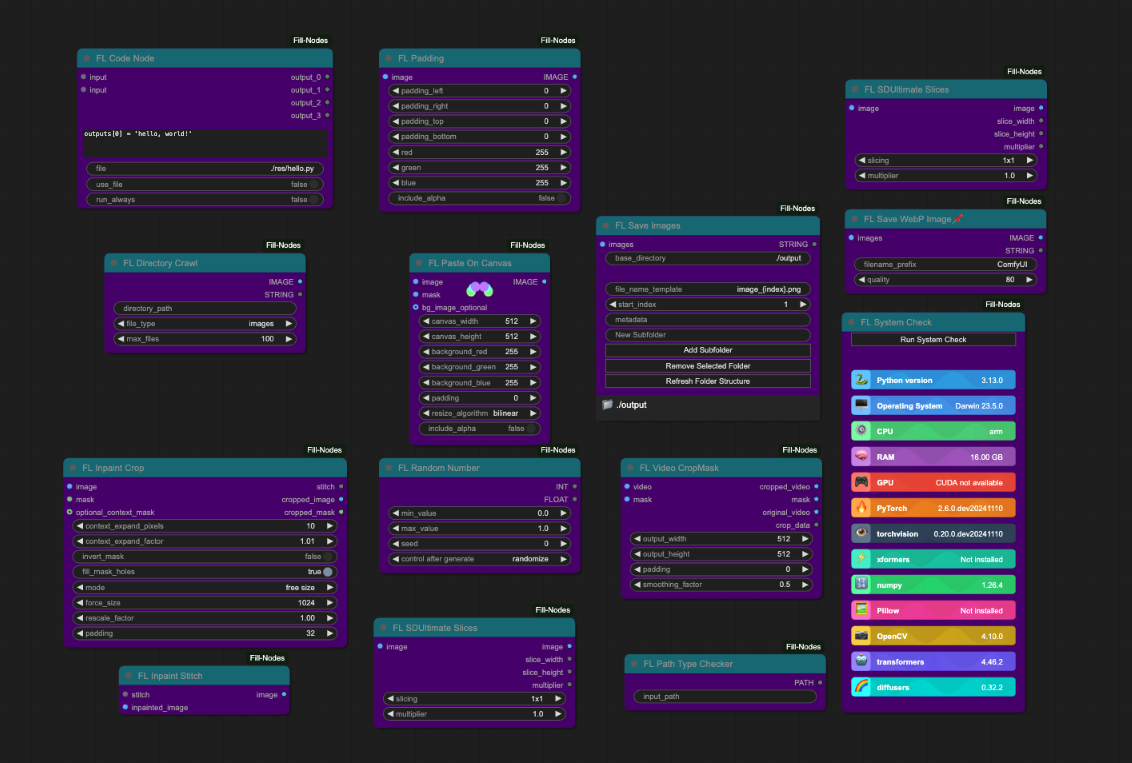 Fill-Nodes
FL Code Node
input output_0
input output_1
output_2
output_3
outputs[0] = 'hello, world!'
file ./res/hello.py
use_file false
run_always false
Fill-Nodes
FL Padding
image IMAGE
padding_left 0
padding_right 0
padding_top 0
padding_bottom 0
red 255
green 255
blue 255
include_alpha false
Fill-Nodes
FL SDUltimate Slices
image image
slice_width
slice_height
multiplier
slicing 1x1
multiplier 1.0
Fill-Nodes
FL Directory Crawl
IMAGE
STRING
directory_path
file_type images
max_files 100
Fill-Nodes
FL Paste On Canvas
image IMAGE
mask
bg_image_optional
canvas_width 512
canvas_height 512
background_red 255
background_green 255
background_blue 255
padding 0
resize_algorithm bilinear
include_alpha false
Fill-Nodes
FL Save Images
images STRING
base_directory ./output
file_name_template image_{index}.png
start_index 1
metadata
New Subfolder
Add Subfolder
Remove Selected Folder
Refresh Folder Structure
./output
Fill-Nodes
FL Save WebP Image
images IMAGE
STRING
filename_prefix ComfyUI
quality 80
Fill-Nodes
FL System Check
Run System Check
Python version 3.13.0
Operating System Darwin 23.5.0
CPU arm
RAM 16.00 GB
GPU CUDA not available
PyTorch 2.6.0.dev20241110
torchvision 0.20.0.dev20241110
xformers Not installed
numpy 1.26.4
Pillow Not installed
OpenCV 4.10.0
transformers 4.46.2
diffusers 0.32.2
Fill-Nodes
FL Inpaint Crop
image stitch
mask cropped_image
optional_context_mask cropped_mask
context_expand_pixels 10
context_expand_factor 1.01
invert_mask false
fill_mask_holes true
mode free size
force_size 1024
rescale_factor 1.00
padding 32
Fill-Nodes
FL Random Number
INT
FLOAT
min_value 0.0
max_value 1.0
seed 0
control after generate randomize
Fill-Nodes
FL Video CropMask
video cropped_video
mask mask
original_video
crop_data
output_width 512
output_height 512
padding 0
smoothing_factor 0.5
Fill-Nodes
FL Inpaint Stitch
stitch image
inpainted_image
Fill-Nodes
FL SDUltimate Slices
image image
slice_width
slice_height
multiplier
slicing 1x1
multiplier 1.0
Fill-Nodes
FL Path Type Checker
PATH
input_path